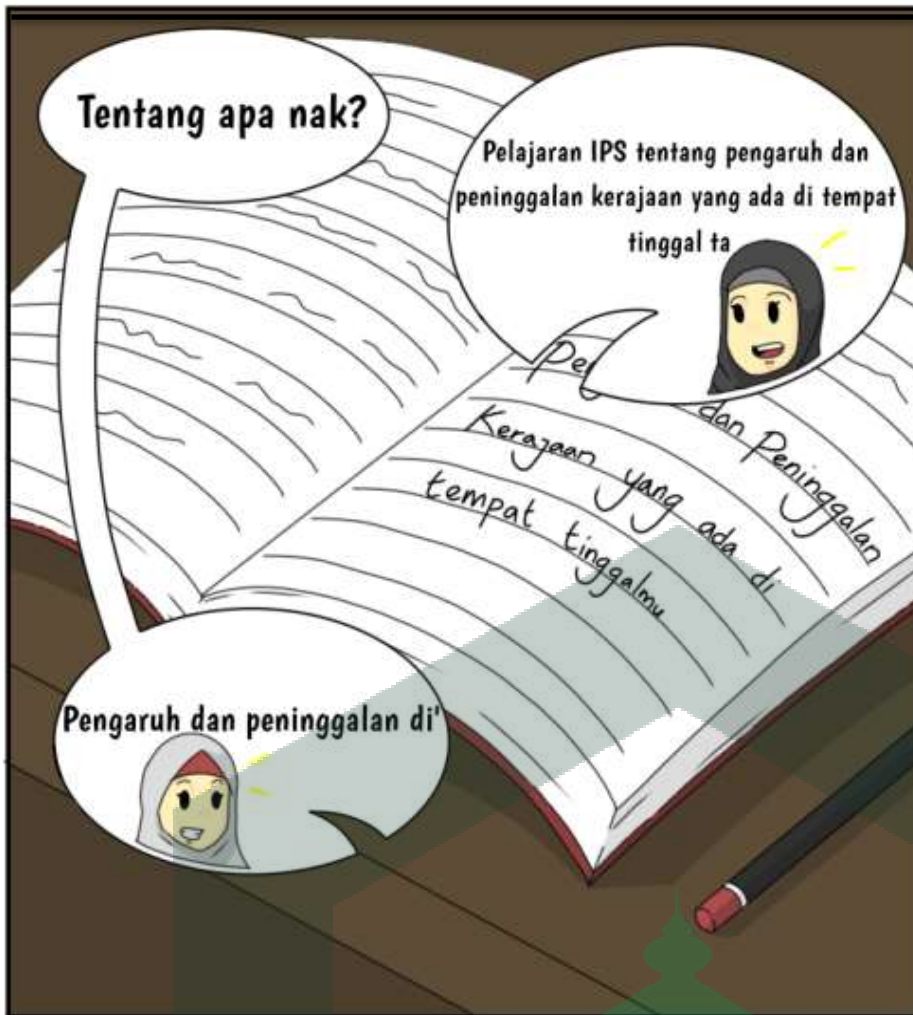 Tentang apa nak?
Pelajaran IPS tentang pengaruh dan
peninggalan kerajaan yang ada di tempat
tinggal ta
dan Peninggalan
Kerajaan yang ada di
tempat tinggalmu
Pengaruh dan peninggalan di'